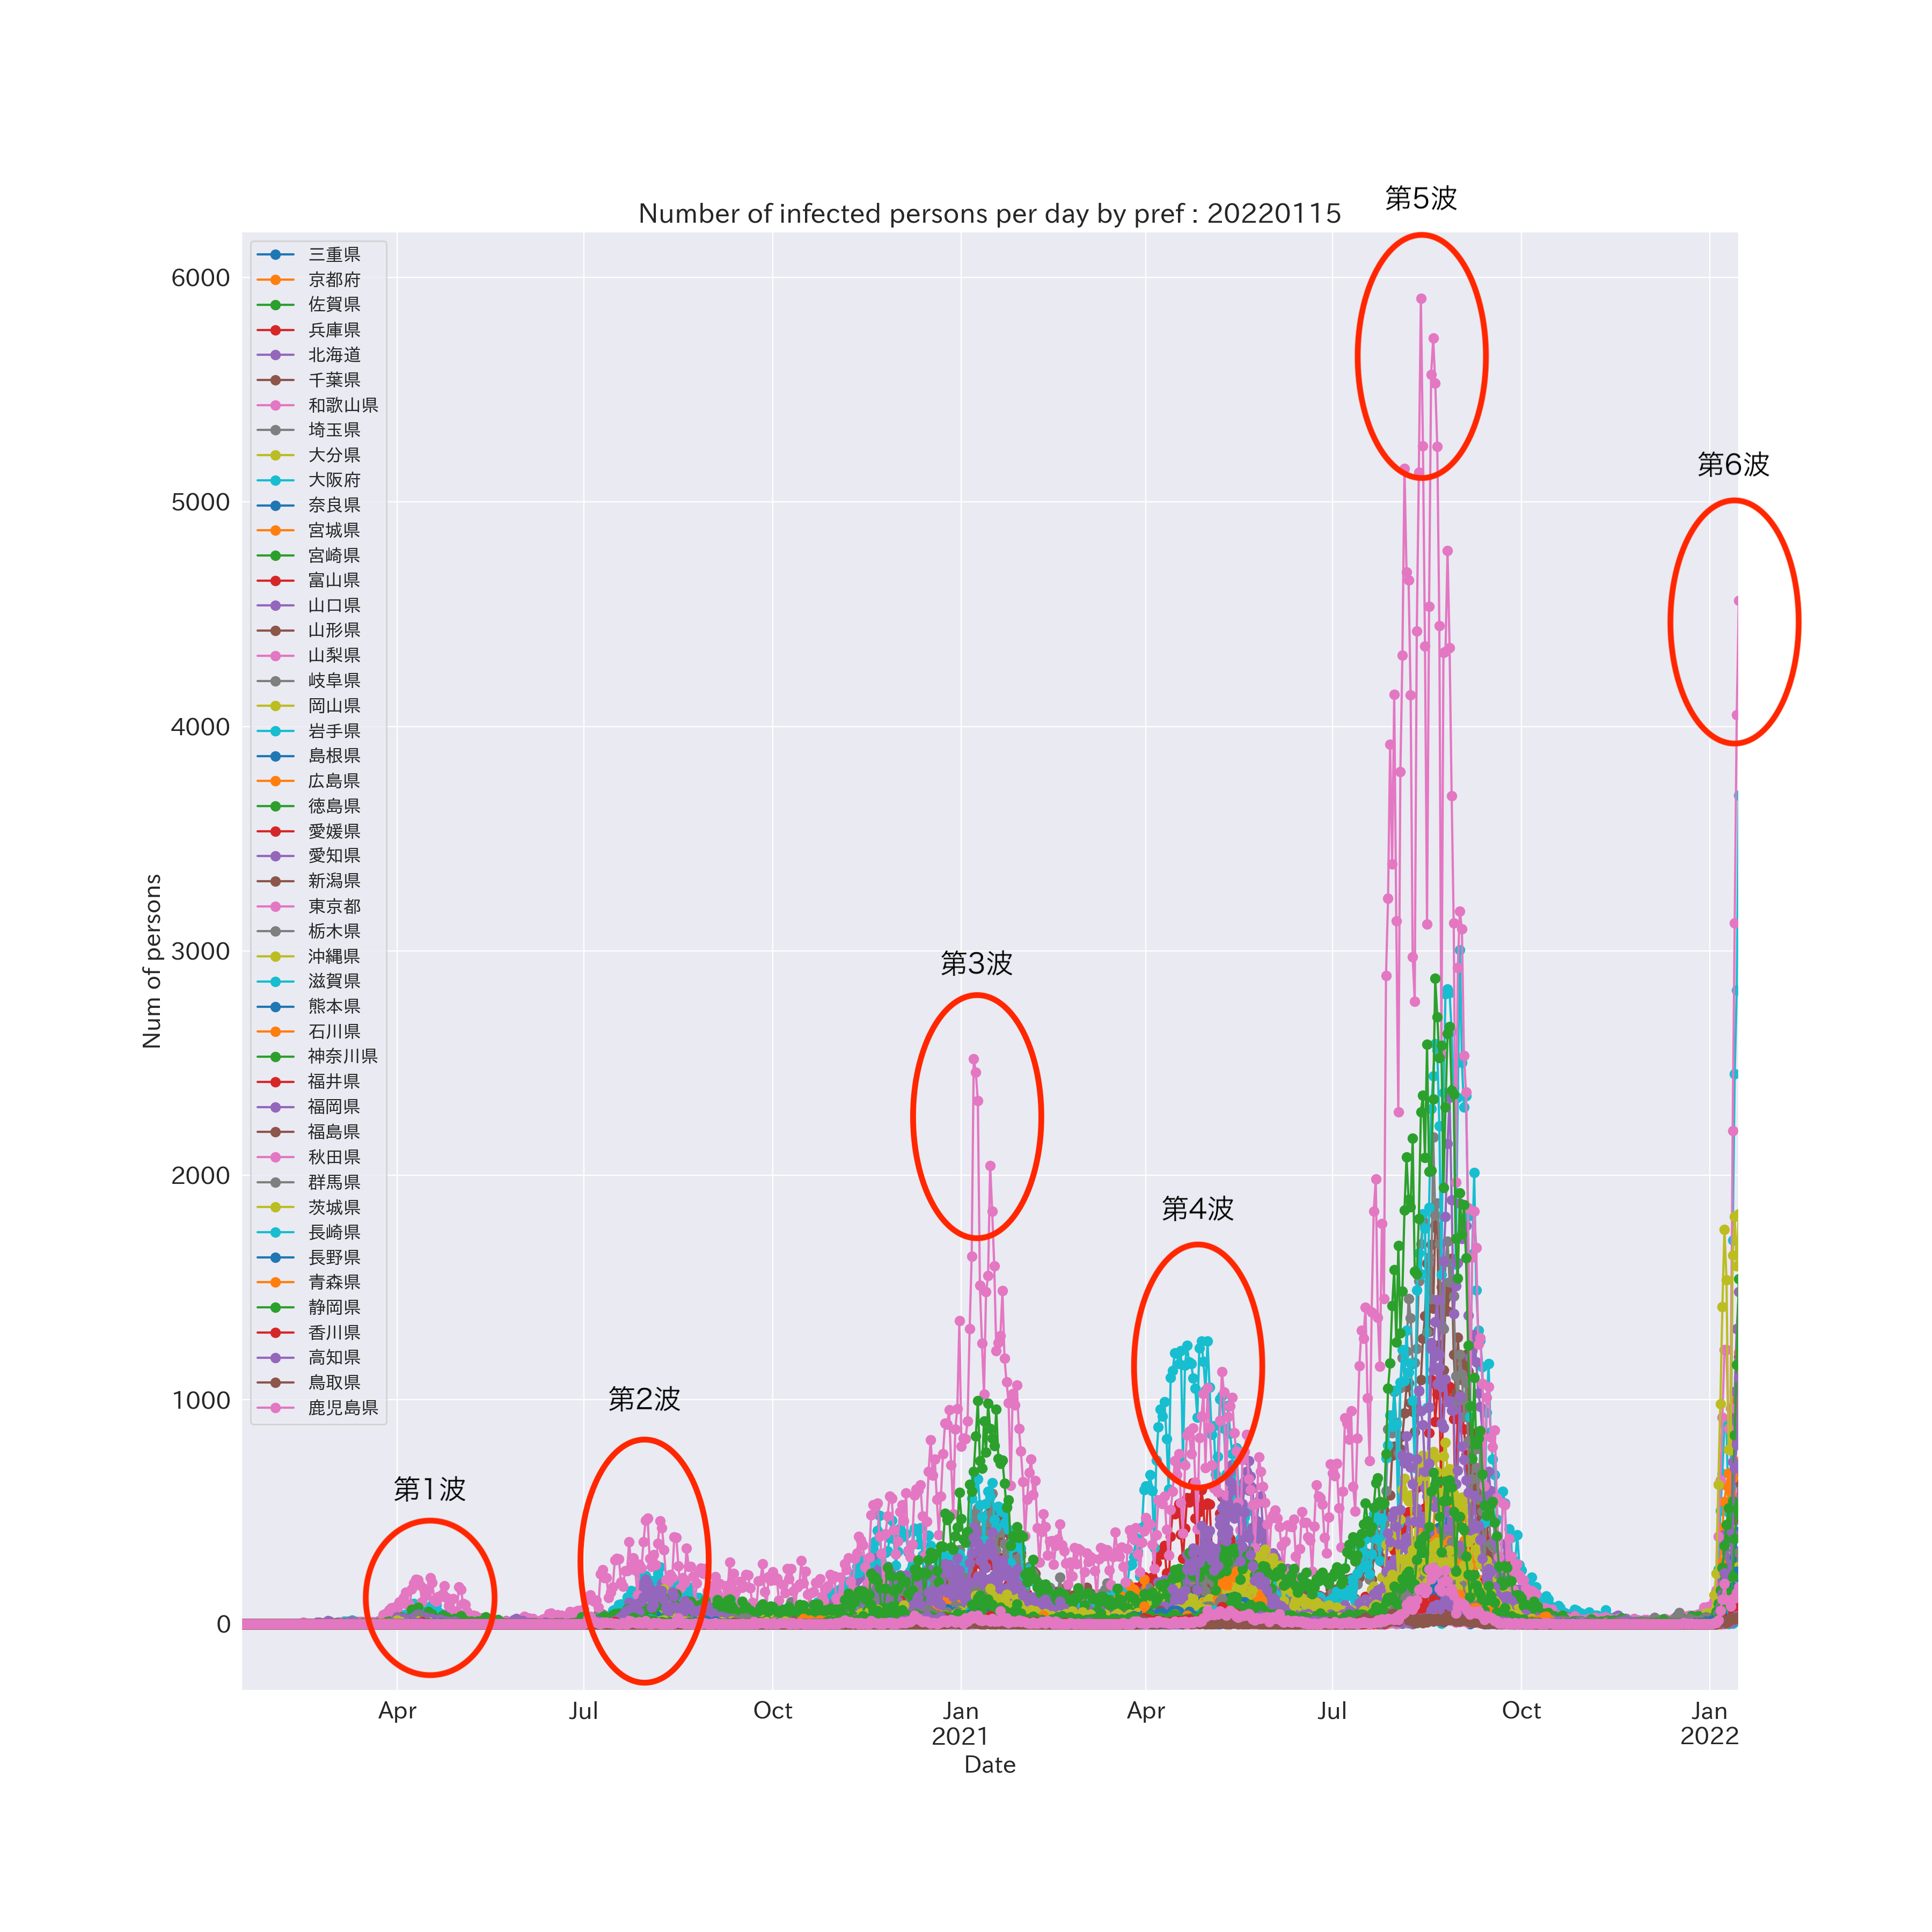 第5波
Number of infected persons per day by pref : 20220115
三重県
京都府
佐賀県
兵庫県
北海道
千葉県
和歌山県
埼玉県
大分県
大阪府
奈良県
宮城県
宮崎県
富山県
山口県
山形県
山梨県
岐阜県
岡山県
岩手県
島根県
広島県
徳島県
愛媛県
愛知県
新潟県
東京都
栃木県
沖縄県
滋賀県
熊本県
石川県
神奈川県
福井県
福岡県
福島県
秋田県
群馬県
茨城県
長崎県
長野県
青森県
静岡県
香川県
高知県
鳥取県
鹿児島県
第6波
第3波
第4波
第2波
第1波
6000
5000
4000
3000
2000
1000
0
Num of persons
Apr
Jul
Oct
Jan
2021
Apr
Jul
Oct
Jan
2022
Date